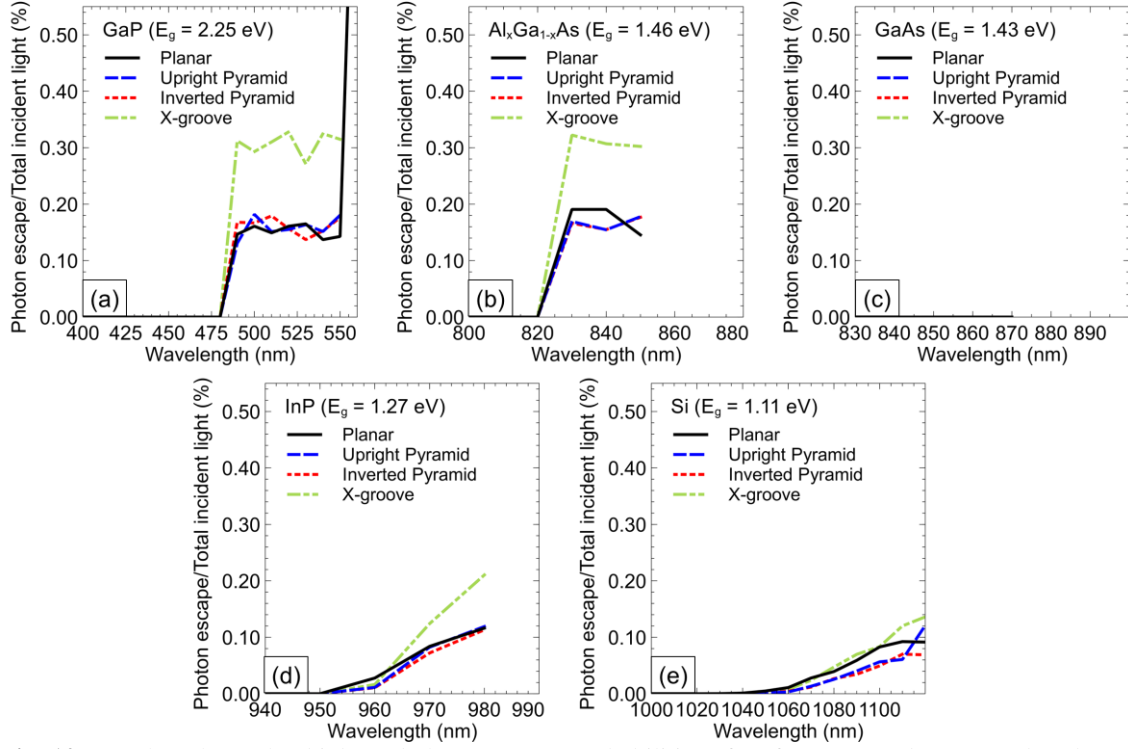 Photon escape/Total incident light (%)
0.50
0.40
0.30
0.20
0.10
0.00
GaP (Eg = 2.25 eV)
Planar
Upright Pyramid
Inverted Pyramid
X-groove
(a)
400 425 450 475 500 525 550
Wavelength (nm)
Photon escape/Total incident light (%)
0.50
0.40
0.30
0.20
0.10
0.00
AlxGa1-xAs (Eg = 1.46 eV)
Planar
Upright Pyramid
Inverted Pyramid
X-groove
(b)
800 820 840 860 880
Wavelength (nm)
Photon escape/Total incident light (%)
0.50
0.40
0.30
0.20
0.10
0.00
GaAs (Eg = 1.43 eV)
Planar
Upright Pyramid
Inverted Pyramid
X-groove
(c)
830 840 850 860 870 880 890
Wavelength (nm)
Photon escape/Total incident light (%)
0.50
0.40
0.30
0.20
0.10
0.00
InP (Eg = 1.27 eV)
Planar
Upright Pyramid
Inverted Pyramid
X-groove
(d)
940 950 960 970 980 990
Wavelength (nm)
Photon escape/Total incident light (%)
0.50
0.40
0.30
0.20
0.10
0.00
Si (Eg = 1.11 eV)
Planar
Upright Pyramid
Inverted Pyramid
X-groove
(e)
1000 1020 1040 1060 1080 1100
Wavelength (nm)